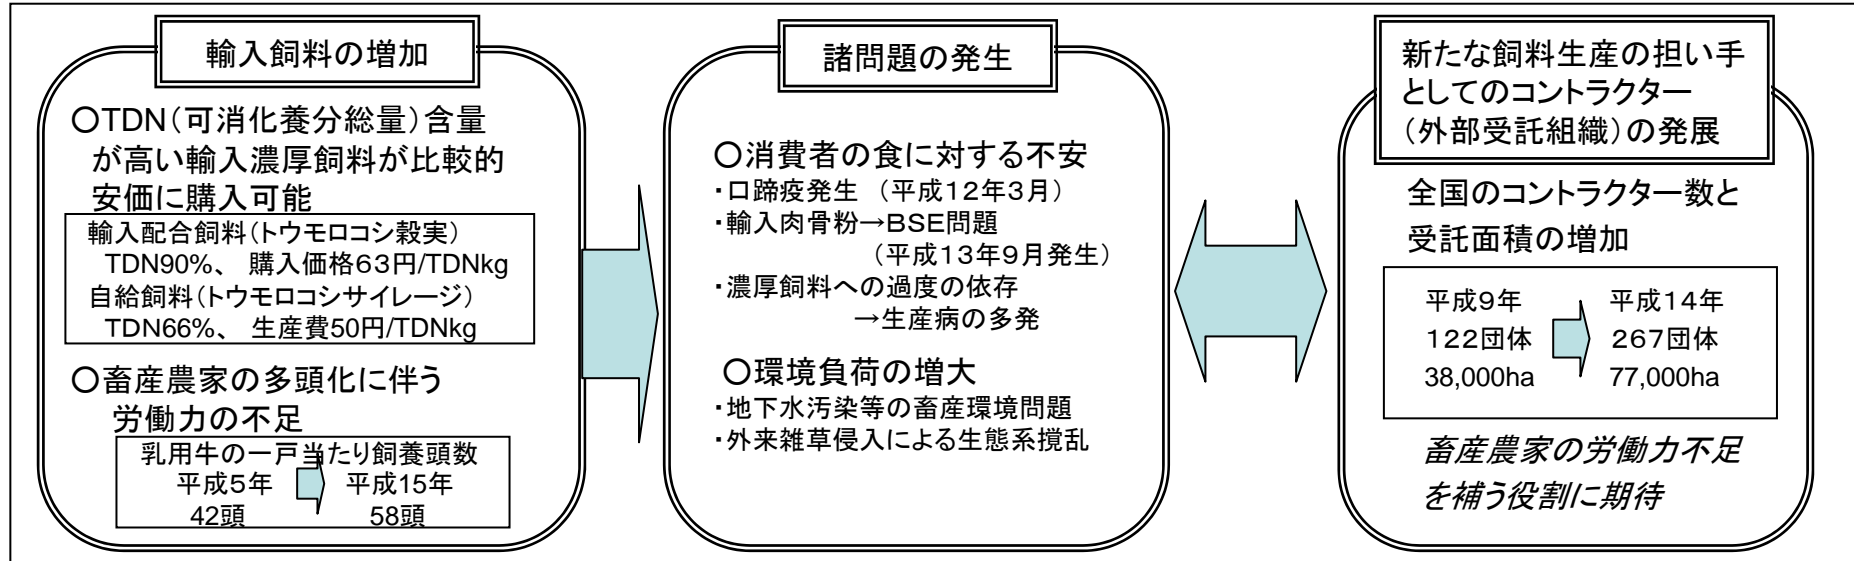 輸入飼料の増加
○TDN(可消化養分総量)含量
が高い輸入濃厚飼料が比較的
安価に購入可能
輸入配合飼料(トウモロコシ穀実)
TDN90%、 購入価格63円/TDNkg
自給飼料(トウモロコシサイレージ)
TDN66%、 生産費50円/TDNkg
○畜産農家の多頭化に伴う
労働力の不足
乳用牛の一戸当たり飼養頭数
平成5年 平成15年
42頭 58頭
諸問題の発生
○消費者の食に対する不安
・口蹄疫発生 (平成12年3月)
・輸入肉骨粉→BSE問題
(平成13年9月発生)
・濃厚飼料への過度の依存
→生産病の多発
○環境負荷の増大
・地下水汚染等の畜産環境問題
・外来雑草侵入による生態系撹乱
新たな飼料生産の担い手
としてのコントラクター
(外部受託組織)の発展
全国のコントラクター数と
受託面積の増加
平成9年 平成14年
122団体 267団体
38,000ha 77,000ha
畜産農家の労働力不足
を補う役割に期待